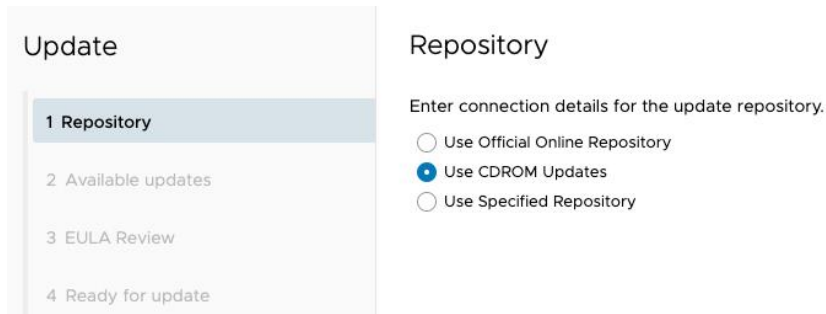 Update
1 Repository
2 Available updates
3 EULA Review
4 Ready for update
Repository
Enter connection details for the update repository.
Use Official Online Repository
Use CDROM Updates
Use Specified Repository